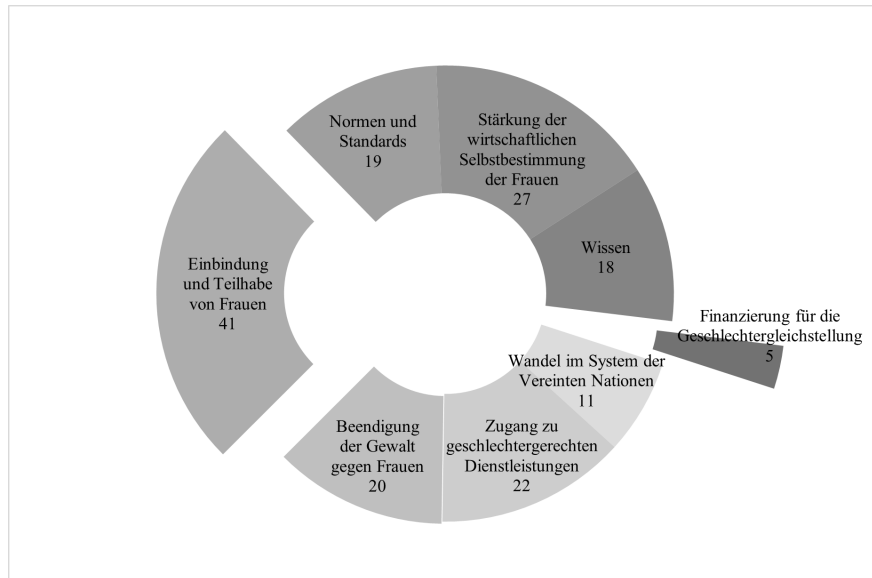 Normen und
Standards
19
Stärkung der
wirtschaftlichen
Selbstbestimmung
der Frauen
27
Wissen
18
Finanzierung für die
Geschlechtergleichstellung
5
Wandel im System der
Vereinten Nationen
11
Zugang zu
geschlechtergerechten
Dienstleistungen
22
Beendigung
der Gewalt
gegen Frauen
20
Einbindung
und Teilhabe
von Frauen
41